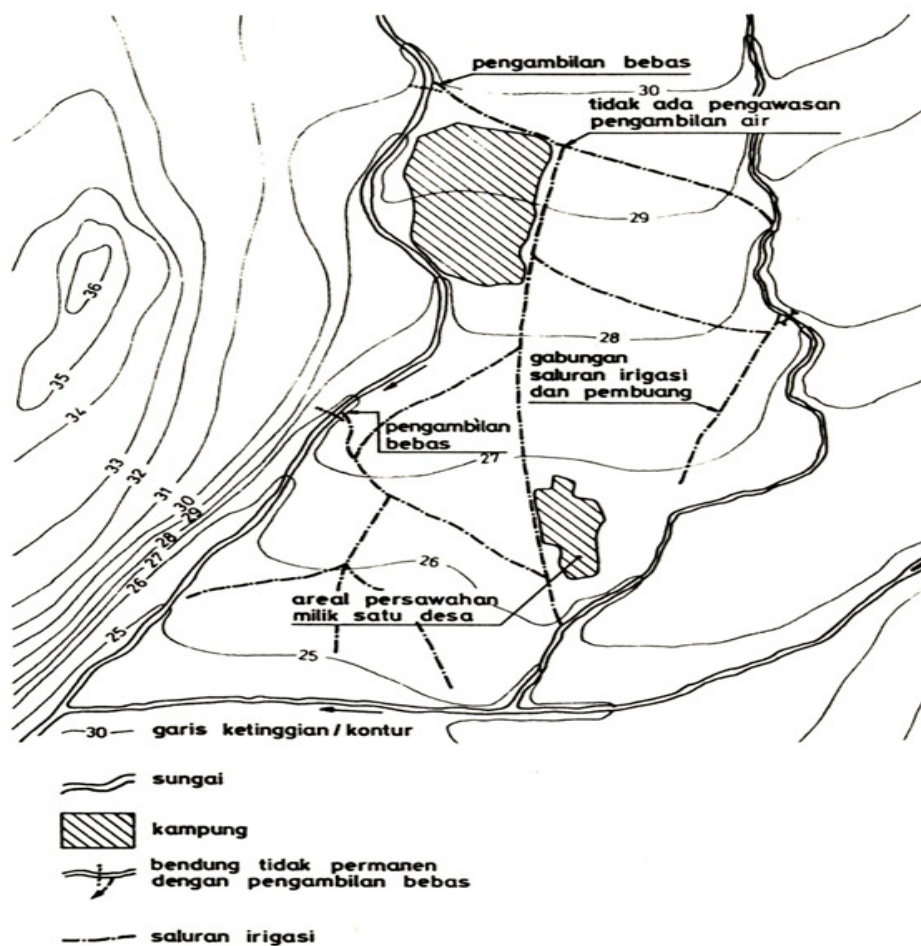 pengambilan bebas
30
tidak ada pengawasan
pengambilan air
29
36
28
35
gabungan
saluran irigasi
dan pembuang
34
pengambilan
bebas
27
33
32
31
30
29
28
27
26
26
areal persawahan
milik satu desa
25
25
30 garis ketinggian / kontur
sungai
kampung
bendung tidak permanen
dengan pengambilan bebas
saluran irigasi